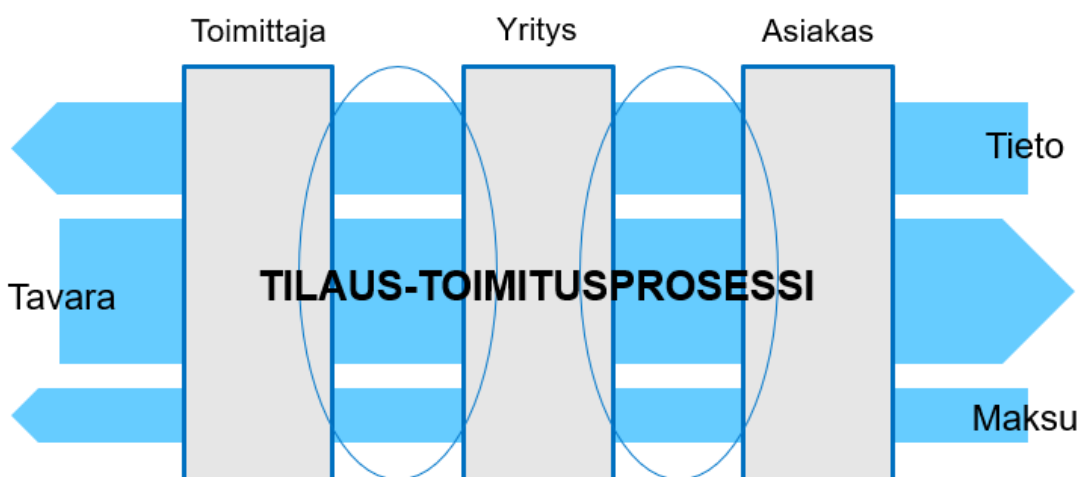 Toimittaja
Yritys
Asiakas
Tieto
TILAUS-TOIMITUSPROSESSI
Tavara
Maksu